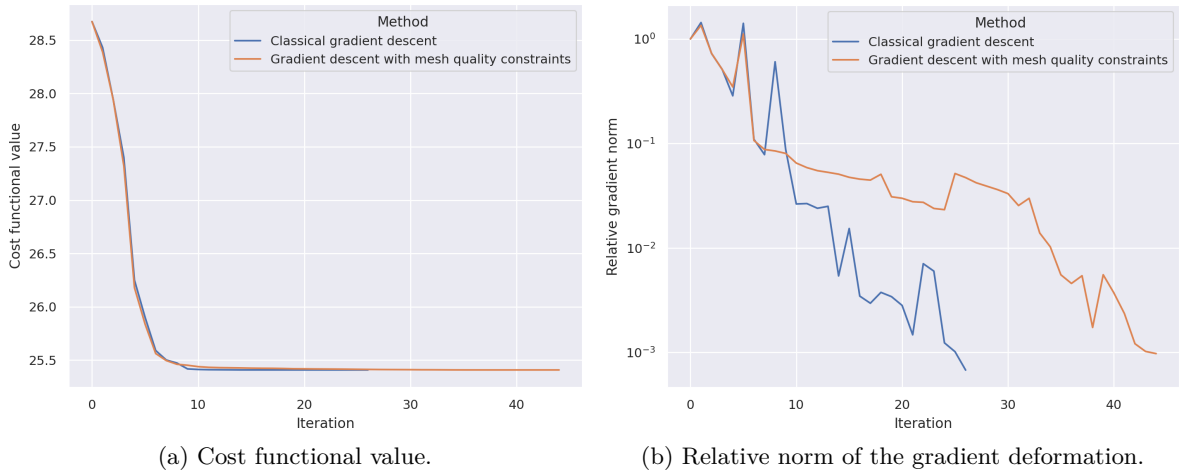 Method
Classical gradient descent
Gradient descent with mesh quality constraints
28.5
28.0
27.5
27.0
26.5
26.0
25.5
Cost functional value
0
10
20
30
40
Iteration
(a) Cost functional value.
Method
Classical gradient descent
Gradient descent with mesh quality constraints
10⁰
10⁻¹
10⁻²
10⁻³
Relative gradient norm
0
10
20
30
40
Iteration
(b) Relative norm of the gradient deformation.